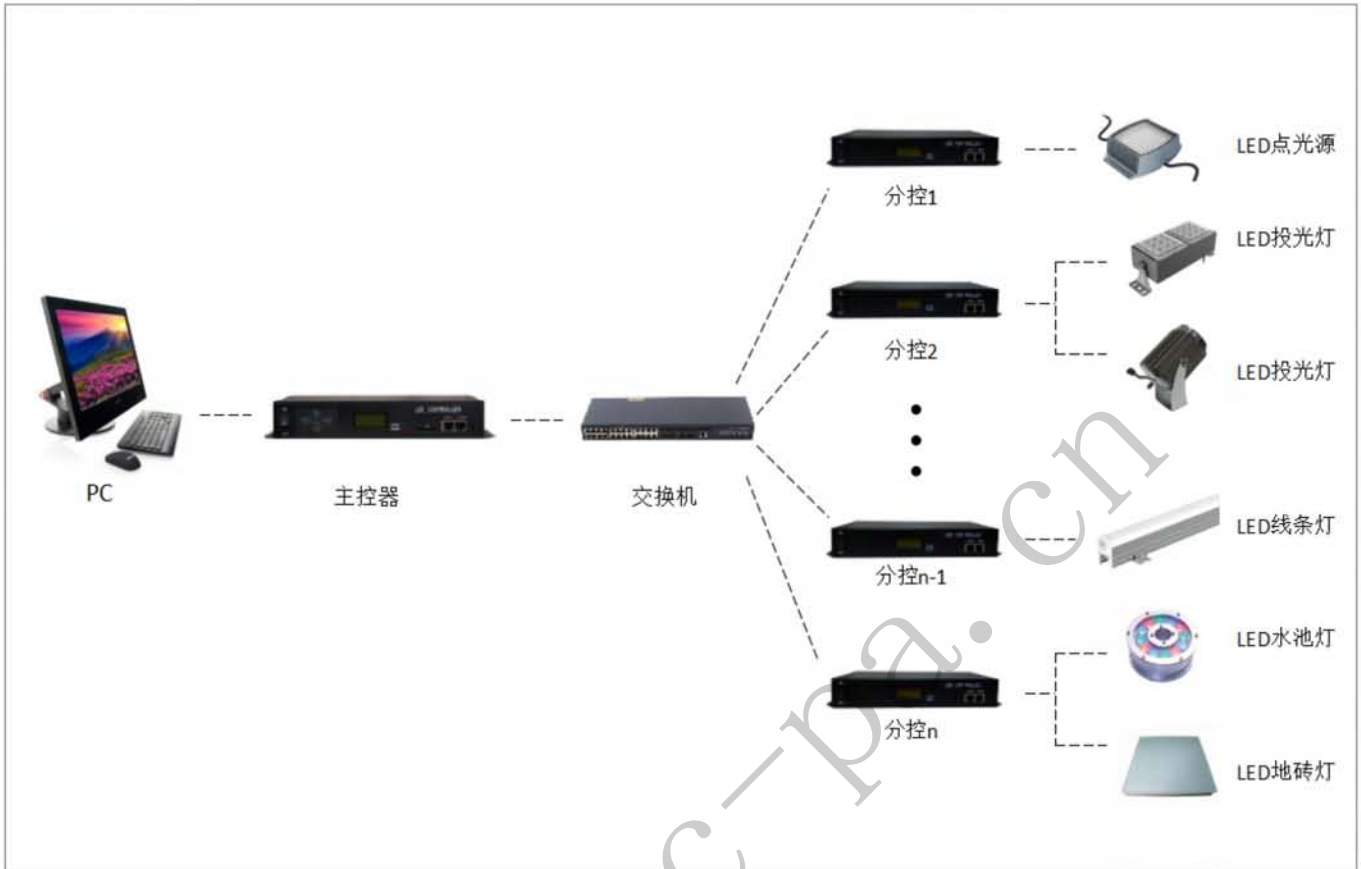 LED点光源
分控1
LED投光灯
分控2
LED投光灯
PC
主控器
交换机
LED线条灯
分控n-1
LED水池灯
分控n
LED地砖灯
c-pa.cn